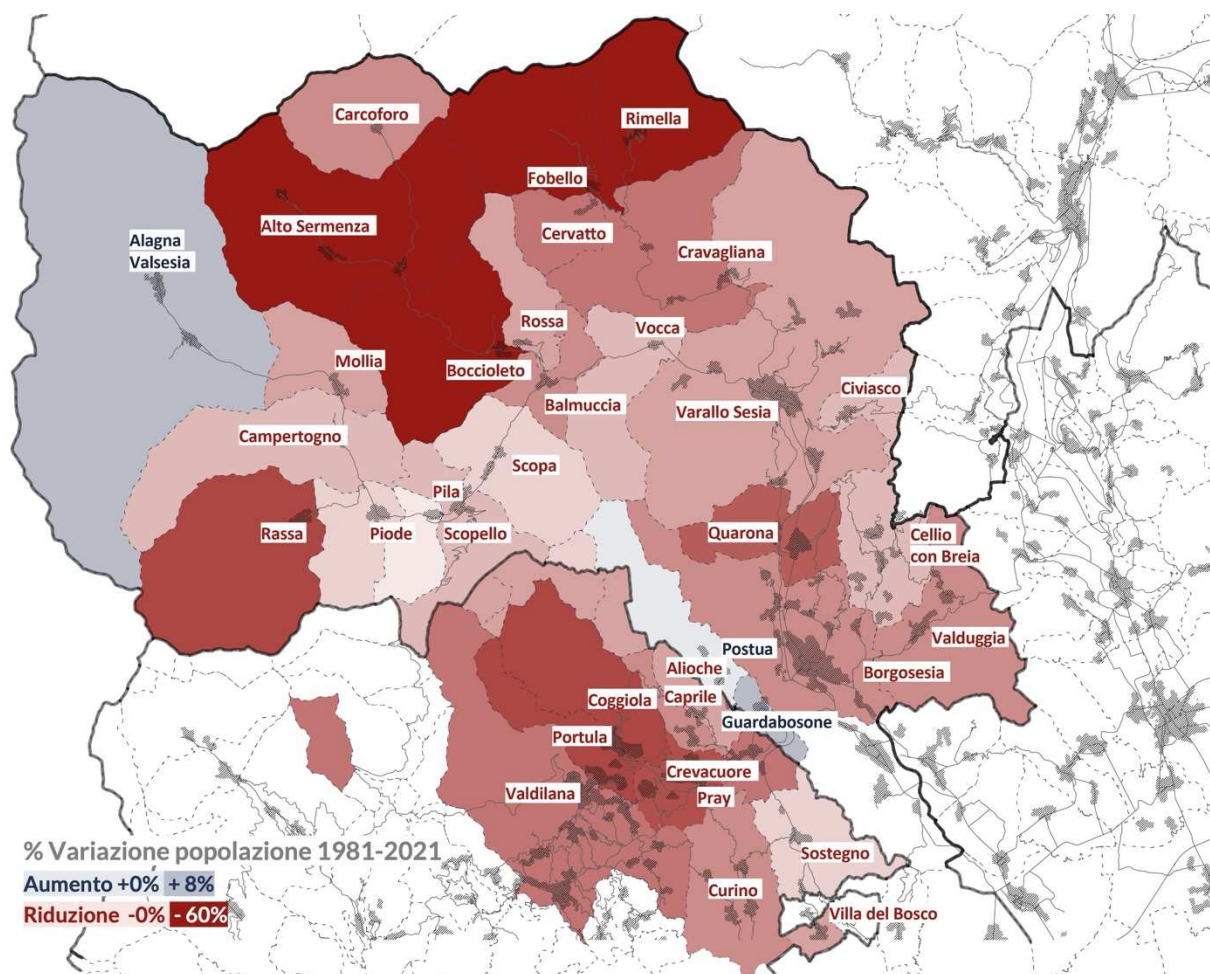 Carcoforo
Rimella
Fobello
Alto Sermenza
Cervatto
Alagna
Valsesia
Cravagliana
Rossa
Vocca
Mollia
Boccioleto
Civiasco
Balmuccia
Varallo Sesia
Campertogno
Scopa
Pila
Rassa
Piode
Scopello
Quarona
Cellio
con Breia
Valduggia
Postua
Alioche
Borgosesia
Caprile
Coggiola
Guardabosone
Portula
Crevacuore
Valdilana
Pray
Sostegno
Curino
Villa del Bosco
% Variazione popolazione 1981-2021
Aumento +0% + 8%
Riduzione -0% - 60%